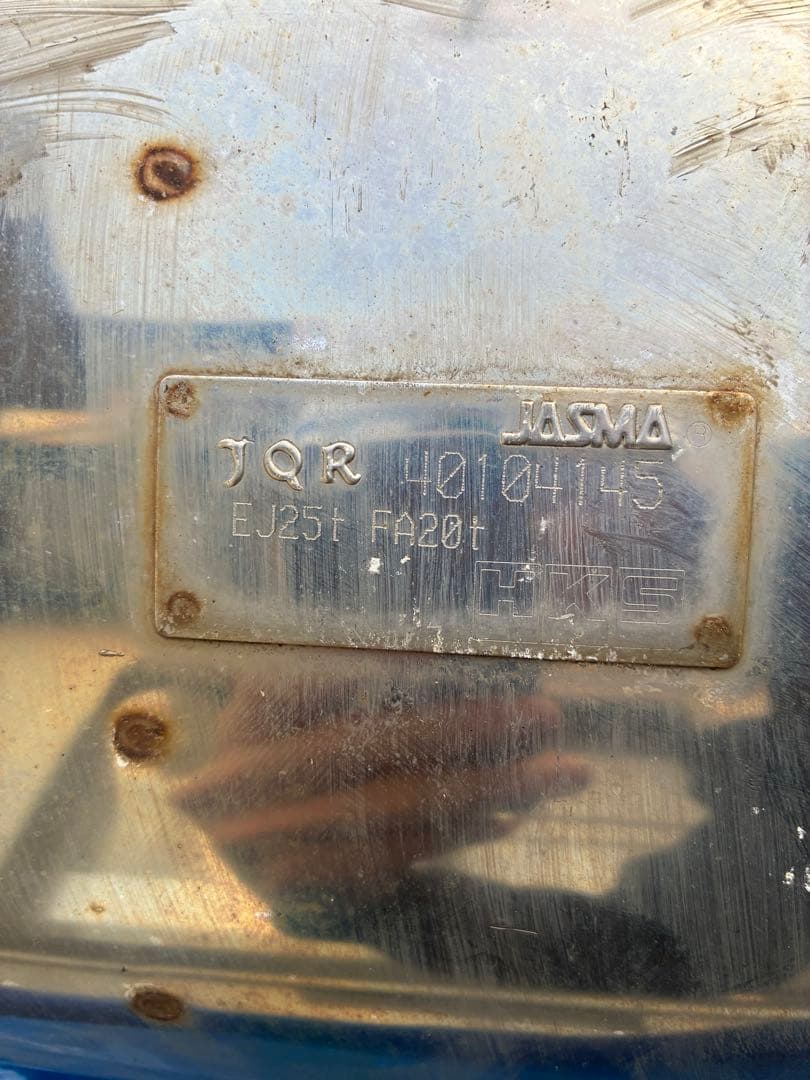 JASMA ®
JQR 40104145
EJ25t FA20t
HKS